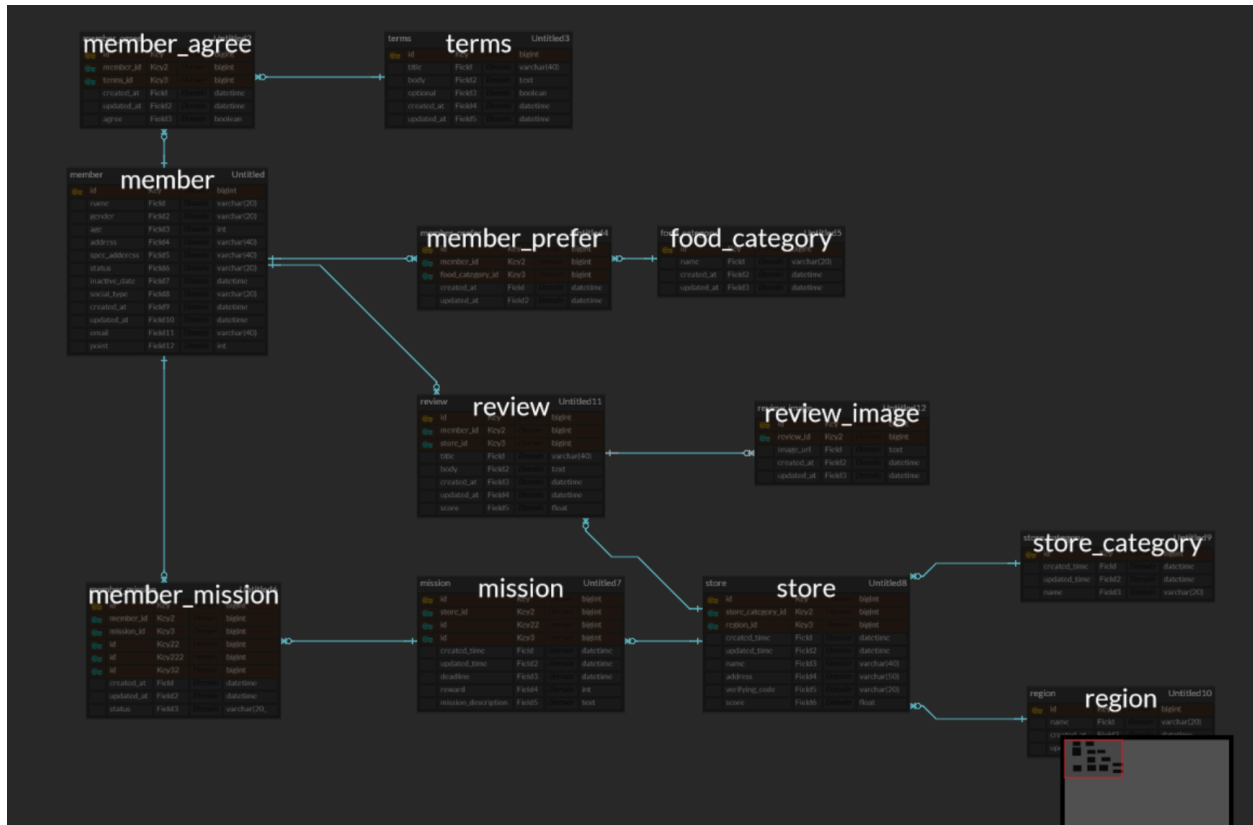 member_agree
Untitled2
member_id Key2 bigint
terms_id Key3 bigint
created_at Field datetime
updated_at Field2 datetime
agree Field3 boolean
terms
terms Untitled3
id Key bigint
title Field varchar(40)
body Field2 text
optional Field3 boolean
created_at Field4 datetime
updated_at Field5 datetime
member
member Untitled
id Key bigint
name Field varchar(20)
gender Field2 varchar(20)
age Field3 int
address Field4 varchar(40)
spec_address Field5 varchar(40)
status Field6 varchar(20)
inactive_date Field7 datetime
social_type Field8 varchar(20)
created_at Field9 datetime
updated_at Field10 datetime
email Field11 varchar(40)
point Field12 int
member_prefer
member_id Key2 bigint
food_category_id Key3 bigint
created_at Field datetime
updated_at Field2 datetime
food_category
name Field varchar(20)
created_at Field2 datetime
updated_at Field3 datetime
review
review Untitled11
id Key bigint
member_id Key2 bigint
store_id Key3 bigint
title Field varchar(40)
body Field2 text
created_at Field3 datetime
updated_at Field4 datetime
score Field5 float
review_image
review_id Key2 bigint
image_url Field text
created_at Field2 datetime
updated_at Field3 datetime
store_category
created_time Field datetime
updated_time Field2 datetime
name Field3 varchar(20)
member_mission
member_id Key2 bigint
mission_id Key3 bigint
id Key22 bigint
id Key222 bigint
id Key32 bigint
created_at Field datetime
updated_at Field2 datetime
status Field3 varchar(20_
mission
mission Untitled7
id Key bigint
store_id Key2 bigint
id Key22 bigint
id Key3 bigint
created_time Field datetime
updated_time Field2 datetime
deadline Field3 datetime
reward Field4 int
mission_description Field5 text
store
store Untitled8
id Key bigint
store_category_id Key2 bigint
region_id Key3 bigint
created_time Field datetime
updated_time Field2 datetime
name Field3 varchar(40)
address Field4 varchar(50)
verifying_code Field5 varchar(20)
score Field6 float
region
region Untitled10
id Key bigint
name Field varchar(20)